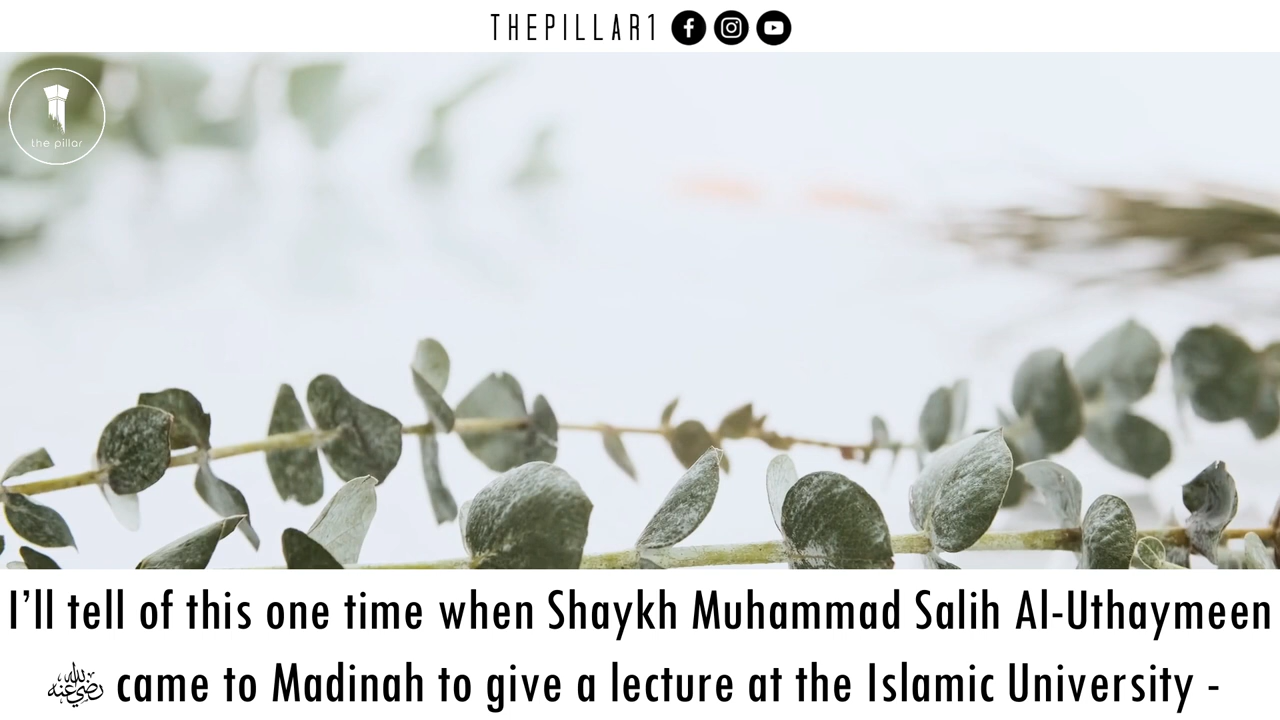 THEPILLAR1
the pillar
I’ll tell of this one time when Shaykh Muhammad Salih Al-Uthaymeen
رضي الله عنه came to Madinah to give a lecture at the Islamic University -